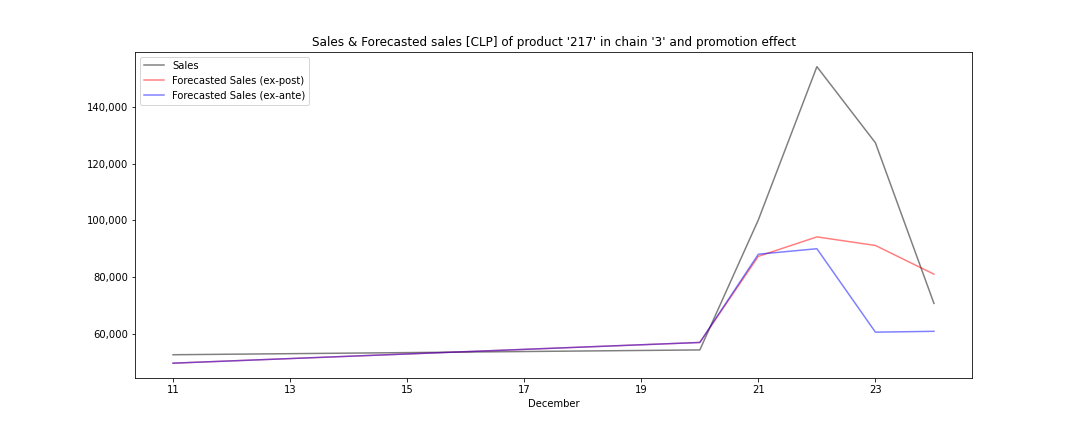 Sales & Forecasted sales [CLP] of product '217' in chain '3' and promotion effect
Sales
Forecasted Sales (ex-post)
Forecasted Sales (ex-ante)
140,000
120,000
100,000
80,000
60,000
11 13 15 17 19 21 23
December